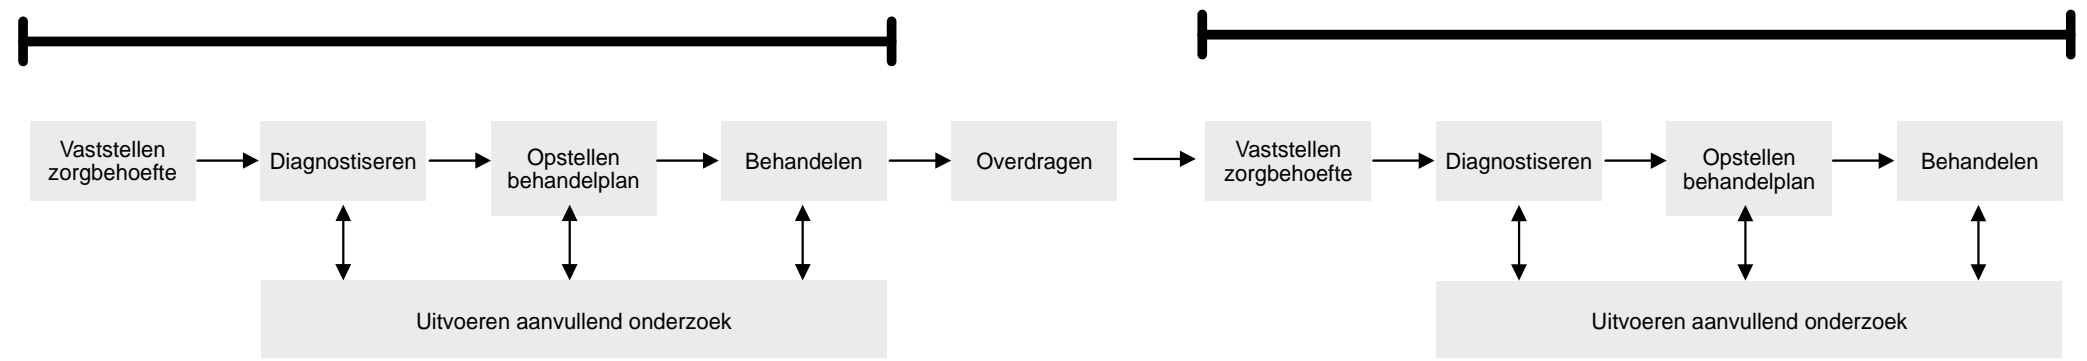 Vaststellen
zorgbehoefte
Diagnostiseren
Opstellen
behandelplan
Behandelen
Overdragen
Vaststellen
zorgbehoefte
Diagnostiseren
Opstellen
behandelplan
Behandelen
Uitvoeren aanvullend onderzoek
Uitvoeren aanvullend onderzoek